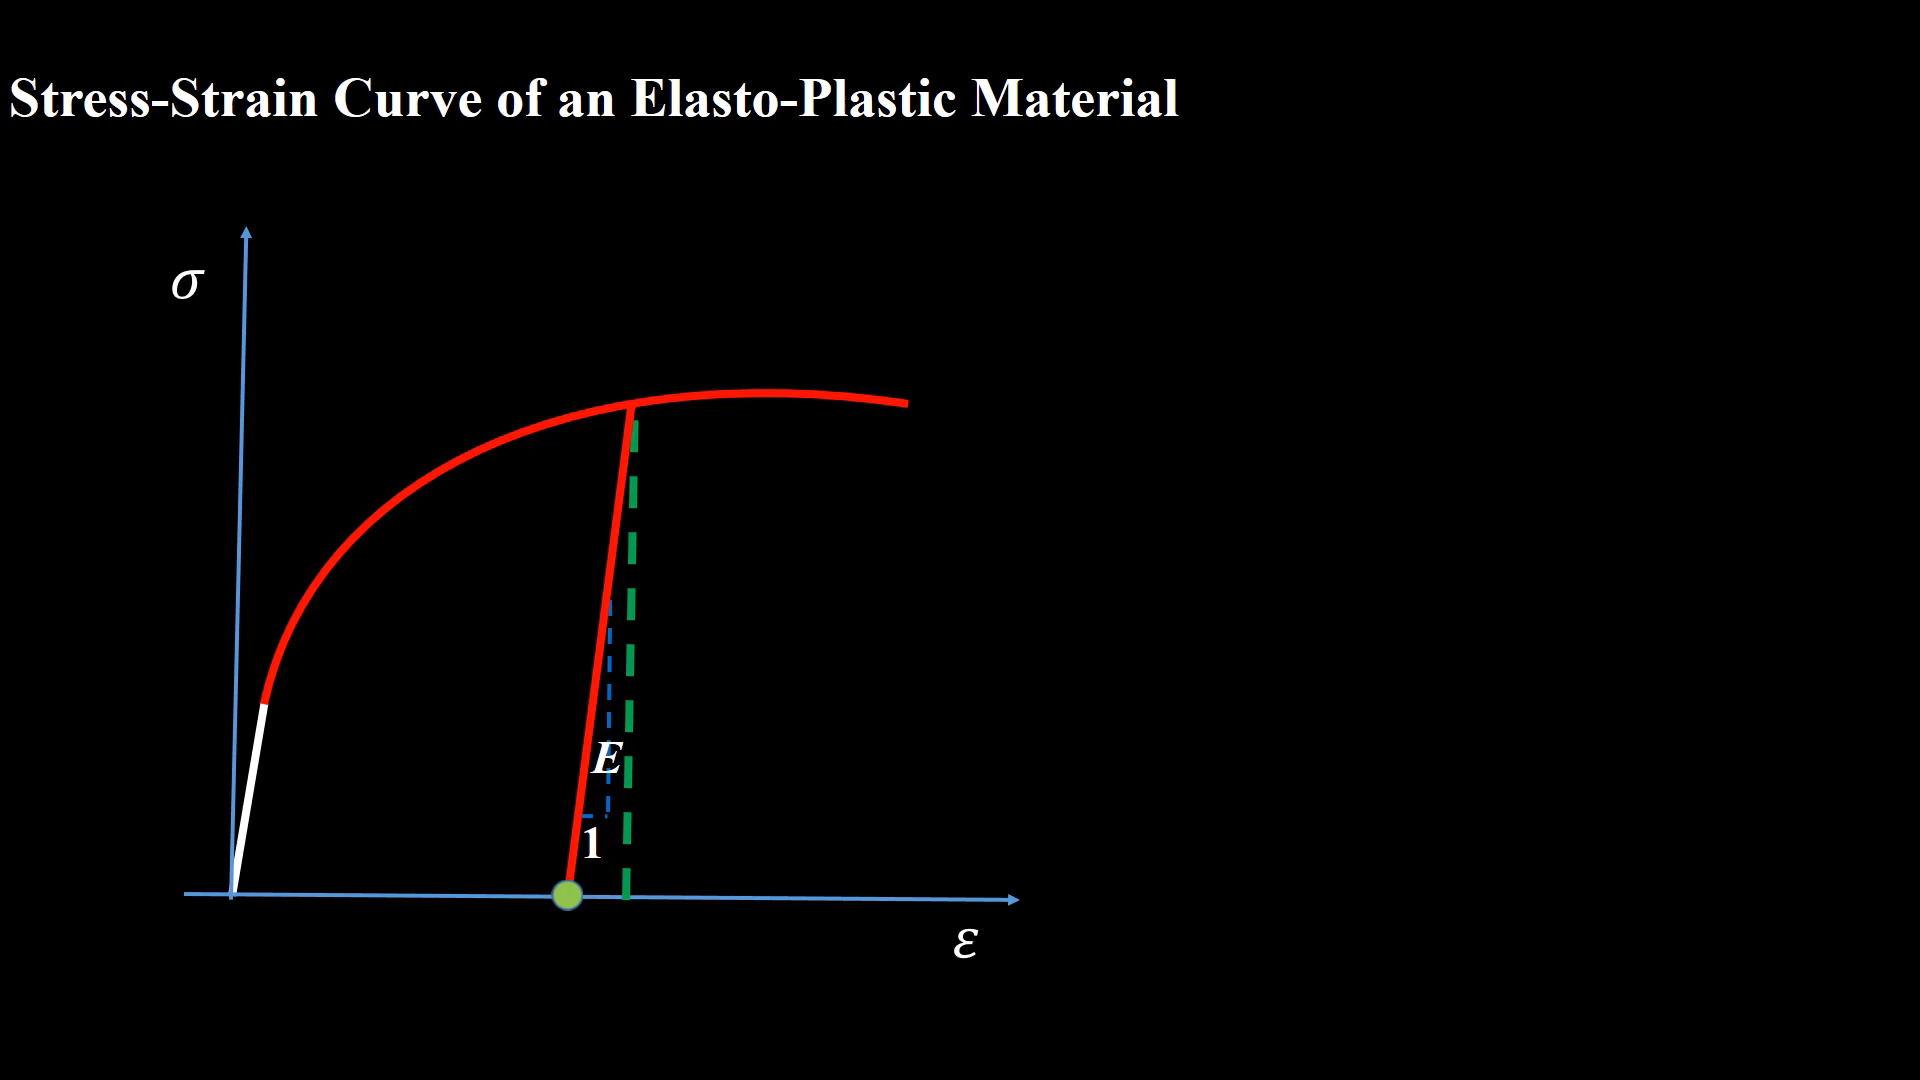 Stress-Strain Curve of an Elasto-Plastic Material
σ
E
1
ε